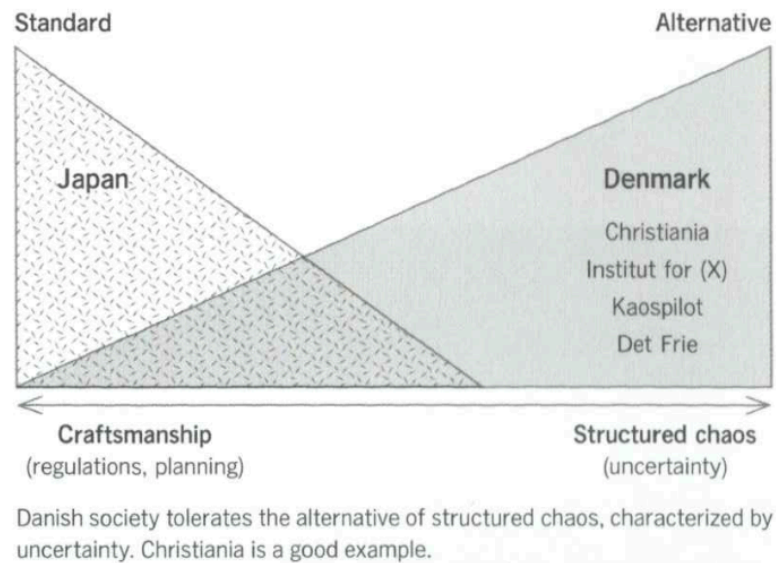 Standard
Alternative
Japan
Denmark
Christiania
Institut for (X)
Kaospilot
Det Frie
Craftsmanship
(regulations, planning)
Structured chaos
(uncertainty)
Danish society tolerates the alternative of structured chaos, characterized by
uncertainty. Christiania is a good example.